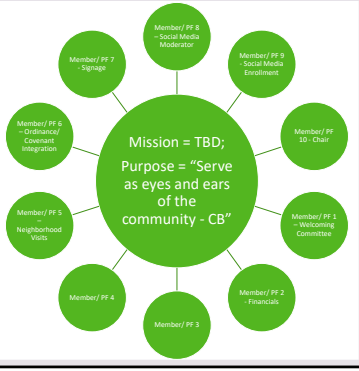 Member/ PF 8
– Social Media
Moderator
Member/ PF 9
- Social Media
Enrollment
Member/ PF
10 - Chair
Member/ PF 1
– Welcoming
Committee
Member/ PF 2
- Financials
Member/ PF 3
Member/ PF 4
Member/ PF 5
–
Neighborhood
Visits
Member/ PF 6
– Ordinance/
Covenant
Integration
Member/ PF 7
- Signage
Mission = TBD;
Purpose = “Serve
as eyes and ears
of the
community - CB”